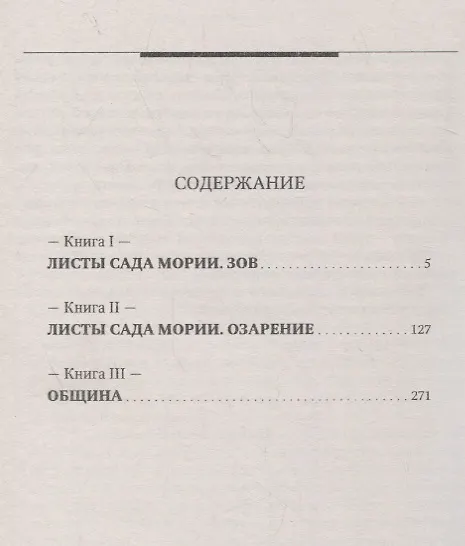 СОДЕРЖАНИЕ
— Книга I —
ЛИСТЫ САДА МОРИИ. ЗОВ 5
— Книга II —
ЛИСТЫ САДА МОРИИ. ОЗАРЕНИЕ 127
— Книга III —
ОБЩИНА 271